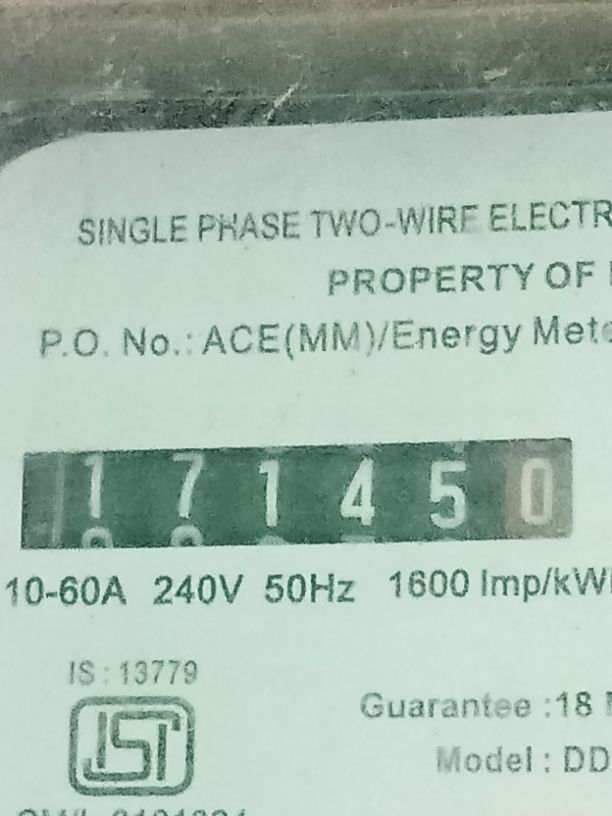 SINGLE PHASE TWO-WIRE ELECTR
PROPERTY OF
P.O. No.: ACE(MM)/Energy Mete
171450
10-60A 240V 50Hz 1600 Imp/kW
IS : 13779
ISI
Guarantee :18
Model : DD